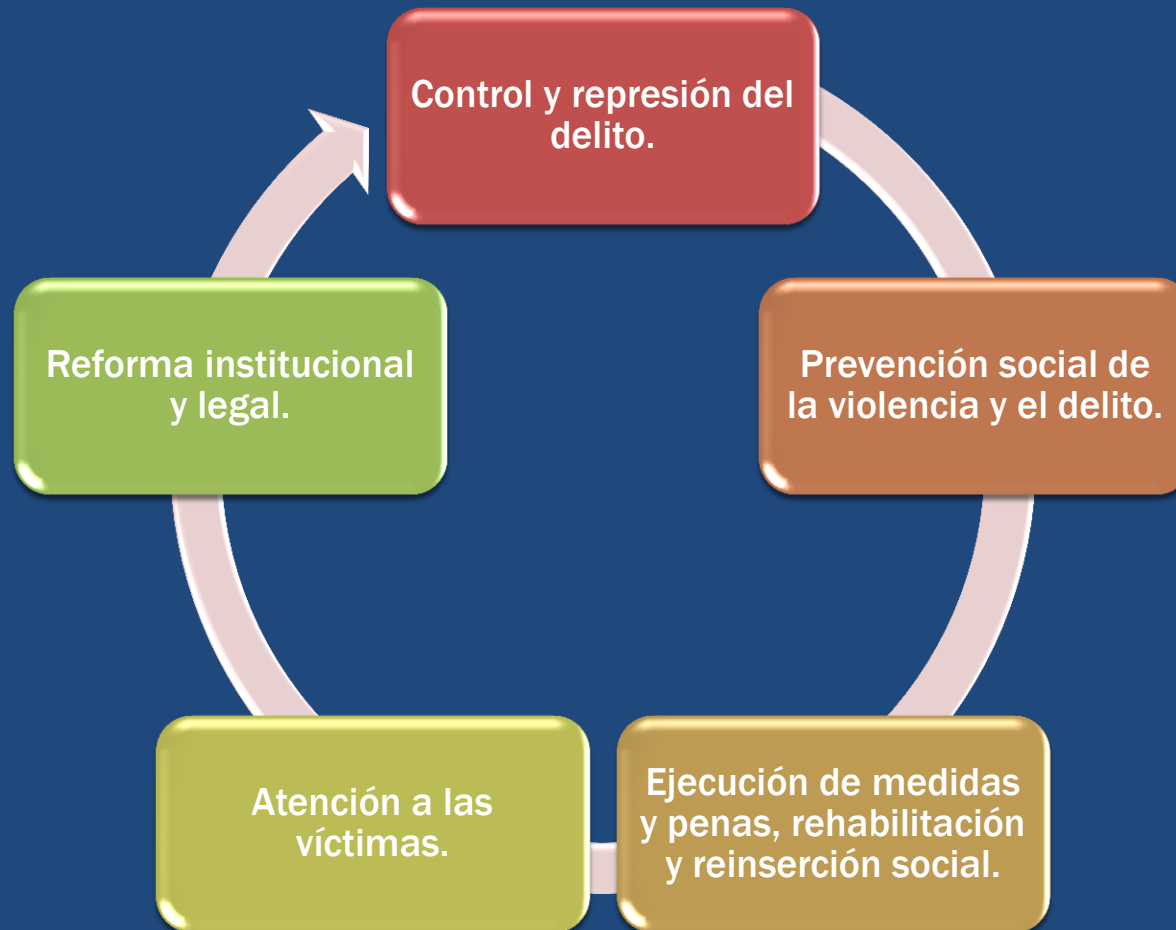 Control y represión del
delito.
Prevención social de
la violencia y el delito.
Ejecución de medidas
y penas, rehabilitación
y reinserción social.
Atención a las
víctimas.
Reforma institucional
y legal.